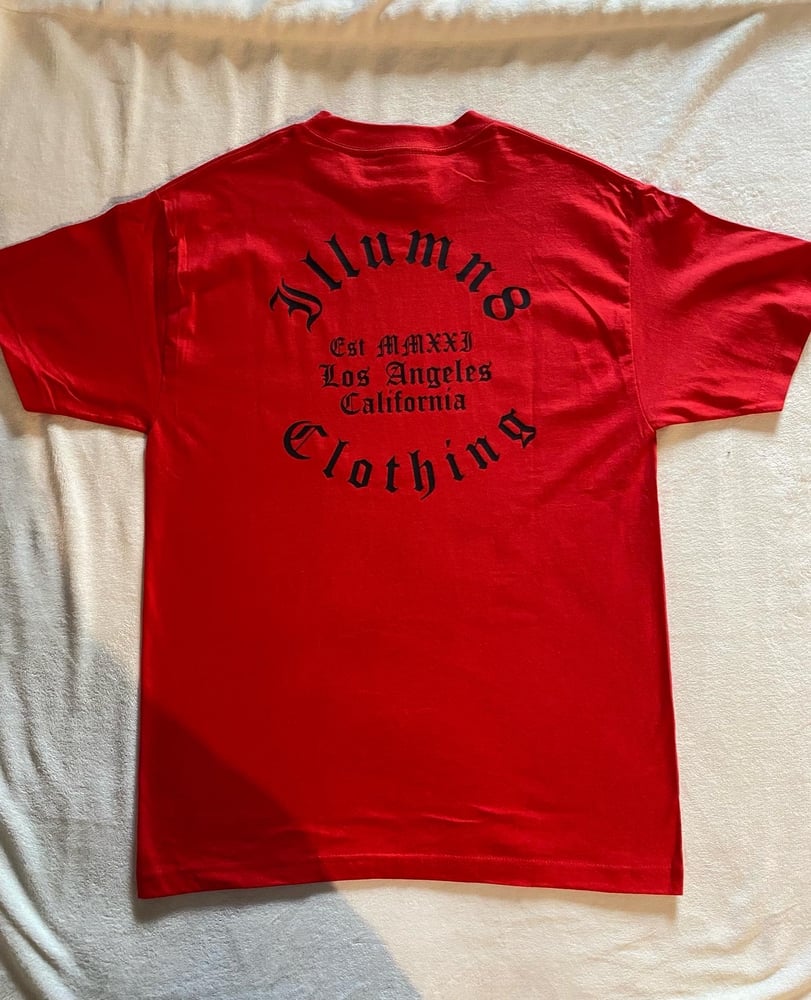 Illumn8
Est MMXXI
Los Angeles
California
Clothing